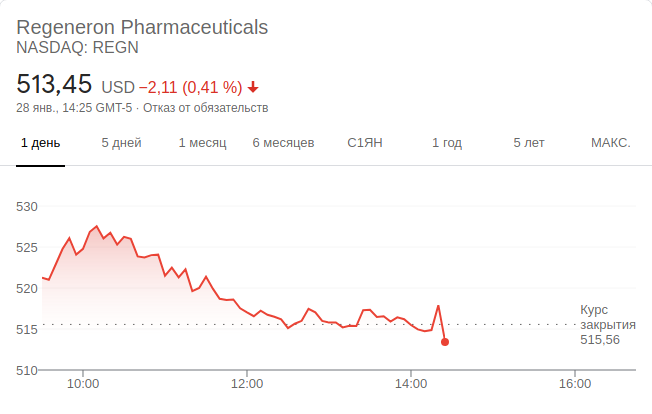 Regeneron Pharmaceuticals
NASDAQ: REGN
513,45 USD −2,11 (0,41 %) ↓
28 янв., 14:25 GMT-5 · Отказ от обязательств
1 день 5 дней 1 месяц 6 месяцев С1ЯН 1 год 5 лет МАКС.
530
525
520
515
510
Курс
закрытия
515,56
10:00 12:00 14:00 16:00